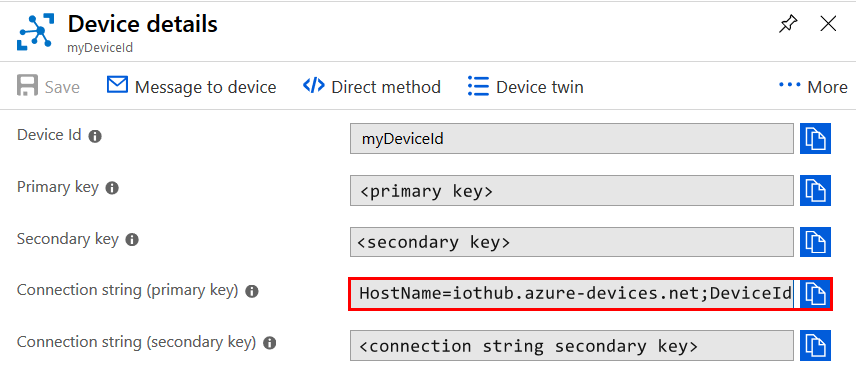 Device details
myDeviceId
Save Message to device Direct method Device twin More
Device Id myDeviceId
Primary key <primary key>
Secondary key <secondary key>
Connection string (primary key) HostName=iothub.azure-devices.net;DeviceId
Connection string (secondary key) <connection string secondary key>